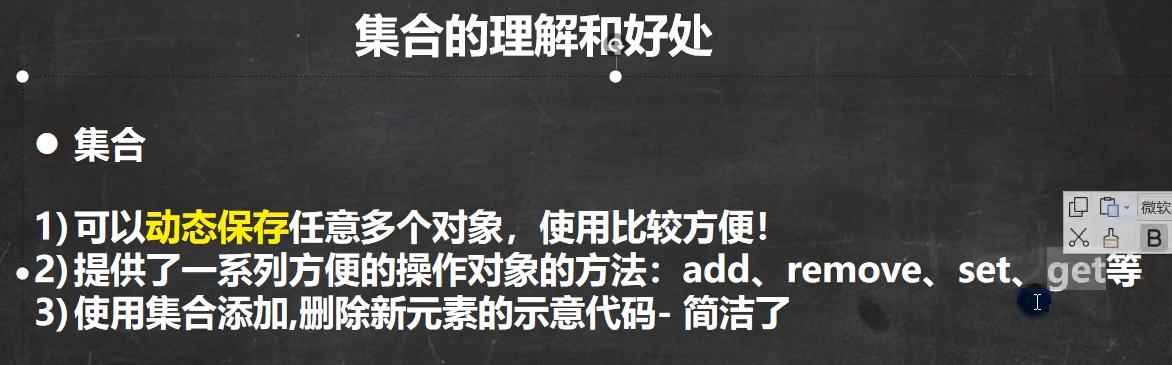 集合的理解和好处
● 集合
1) 可以动态保存任意多个对象，使用比较方便！
微软
B
2) 提供了一系列方便的操作对象的方法：add、remove、set、get等
3) 使用集合添加,删除新元素的示意代码- 简洁了